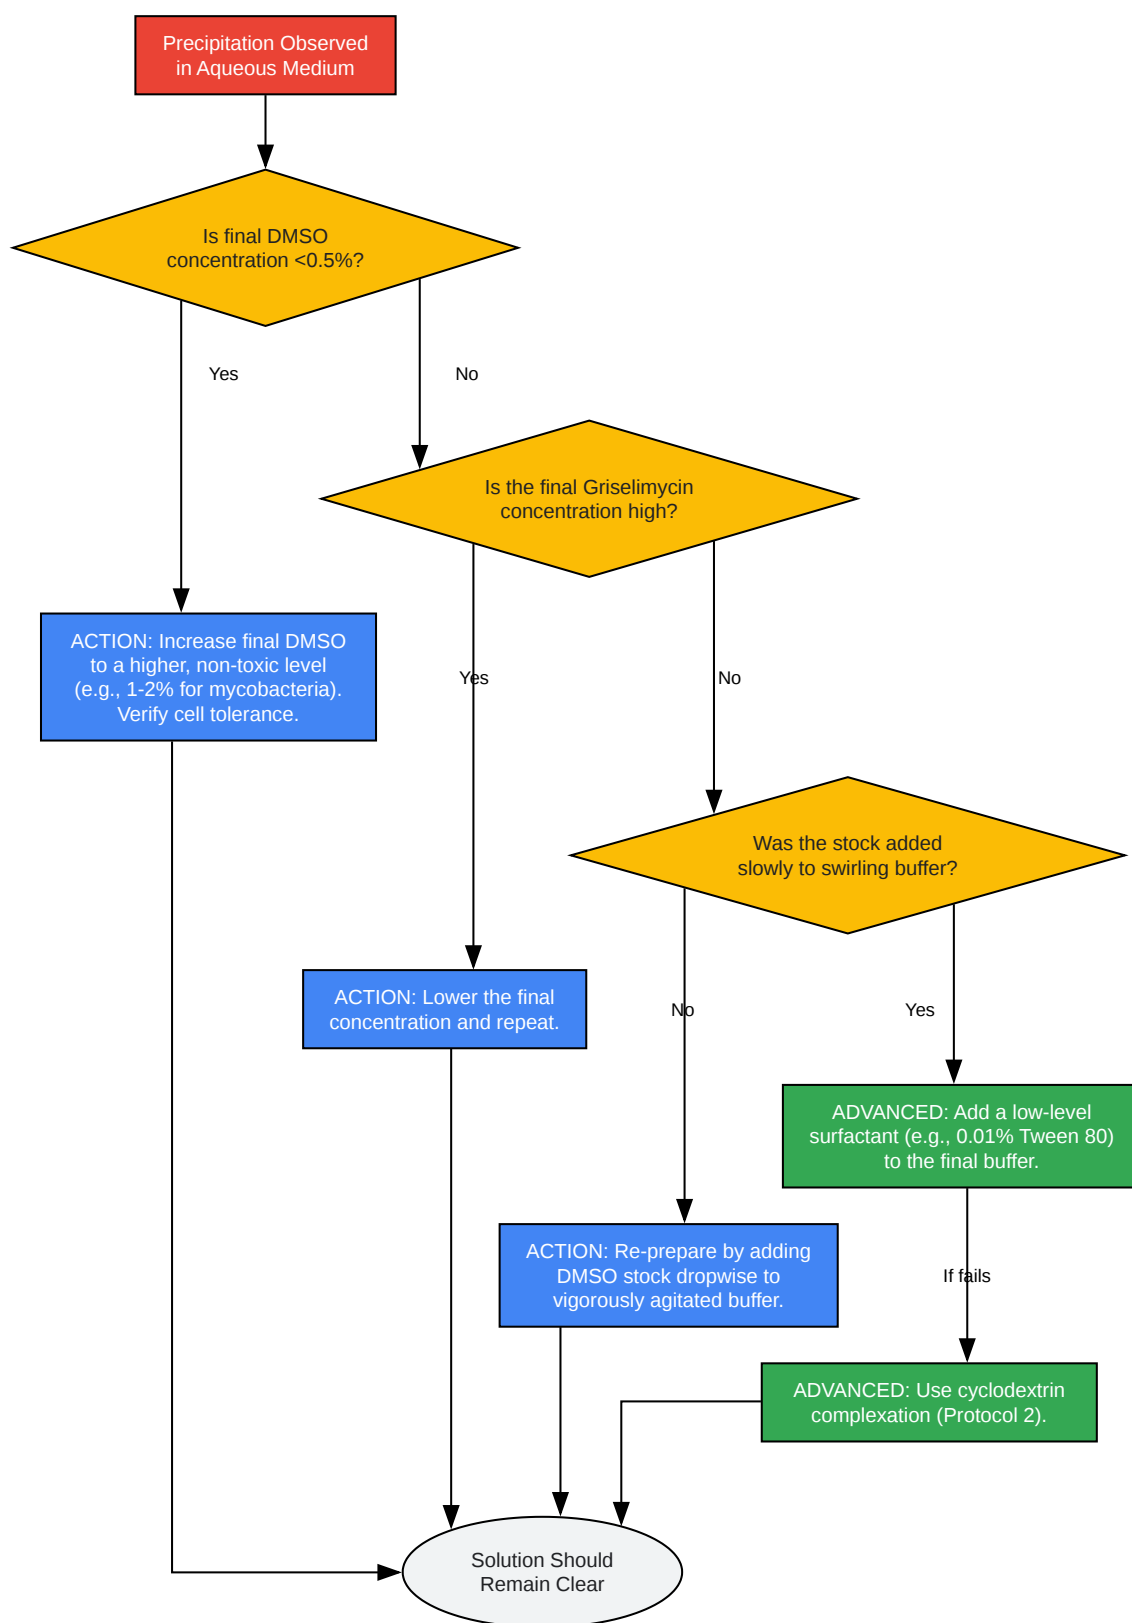 Precipitation Observed
in Aqueous Medium
Is final DMSO
concentration <0.5%?
Yes
No
Is the final Griselimycin
concentration high?
ACTION: Increase final DMSO
to a higher, non-toxic level
(e.g., 1-2% for mycobacteria).
Verify cell tolerance.
Yes
No
Was the stock added
slowly to swirling buffer?
ACTION: Lower the final
concentration and repeat.
No
Yes
ADVANCED: Add a low-level
surfactant (e.g., 0.01% Tween 80)
to the final buffer.
ACTION: Re-prepare by adding
DMSO stock dropwise to
vigorously agitated buffer.
If fails
ADVANCED: Use cyclodextrin
complexation (Protocol 2).
Solution Should
Remain Clear